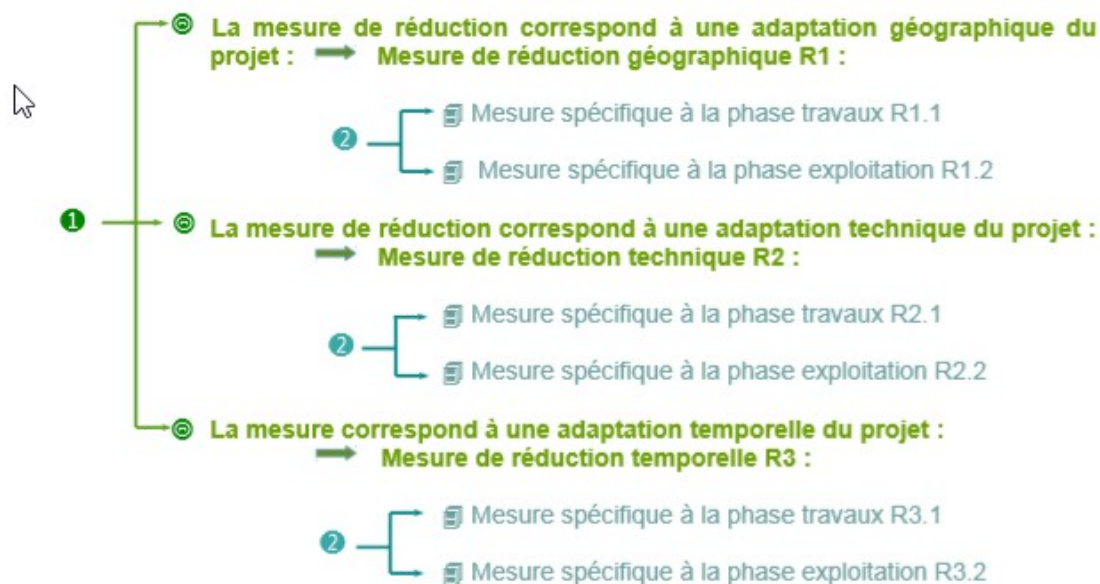 La mesure de réduction correspond à une adaptation géographique du
projet : Mesure de réduction géographique R1 :
Mesure spécifique à la phase travaux R1.1
2
Mesure spécifique à la phase exploitation R1.2
1
La mesure de réduction correspond à une adaptation technique du projet :
Mesure de réduction technique R2 :
Mesure spécifique à la phase travaux R2.1
2
Mesure spécifique à la phase exploitation R2.2
La mesure correspond à une adaptation temporelle du projet :
Mesure de réduction temporelle R3 :
Mesure spécifique à la phase travaux R3.1
2
Mesure spécifique à la phase exploitation R3.2